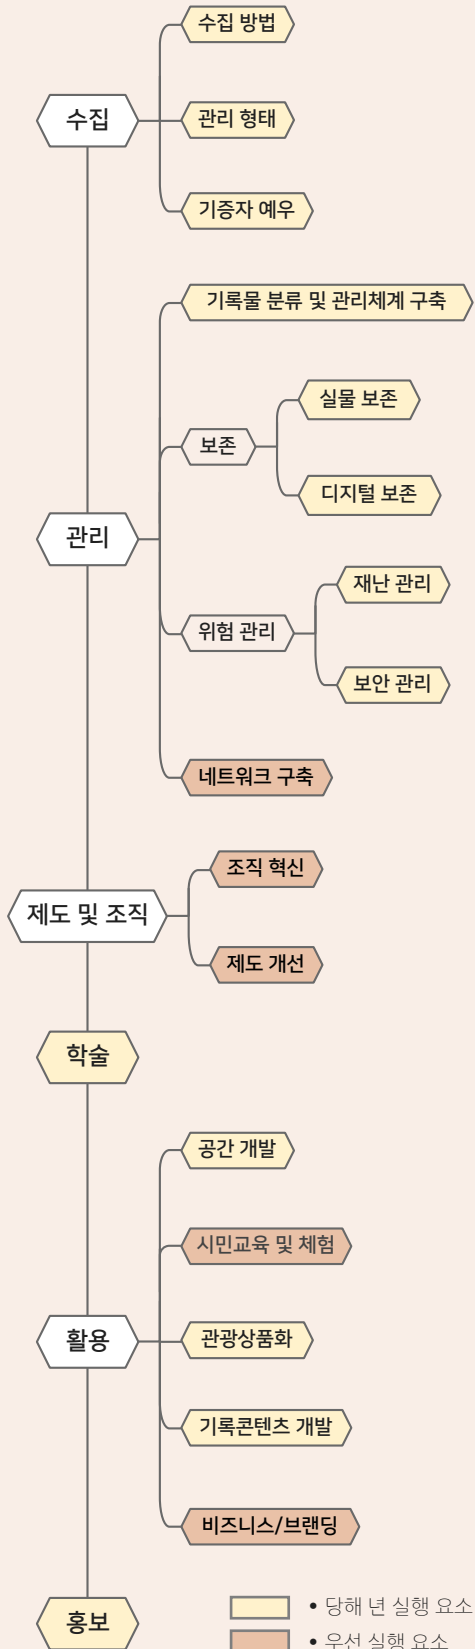 수집
수집 방법
관리 형태
기증자 예우
관리
기록물 분류 및 관리체계 구축
보존
실물 보존
디지털 보존
위험 관리
재난 관리
보안 관리
네트워크 구축
제도 및 조직
조직 혁신
제도 개선
학술
활용
공간 개발
시민교육 및 체험
관광상품화
기록콘텐츠 개발
비즈니스/브랜딩
홍보
• 당해 년 실행 요소
• 우선 실행 요소